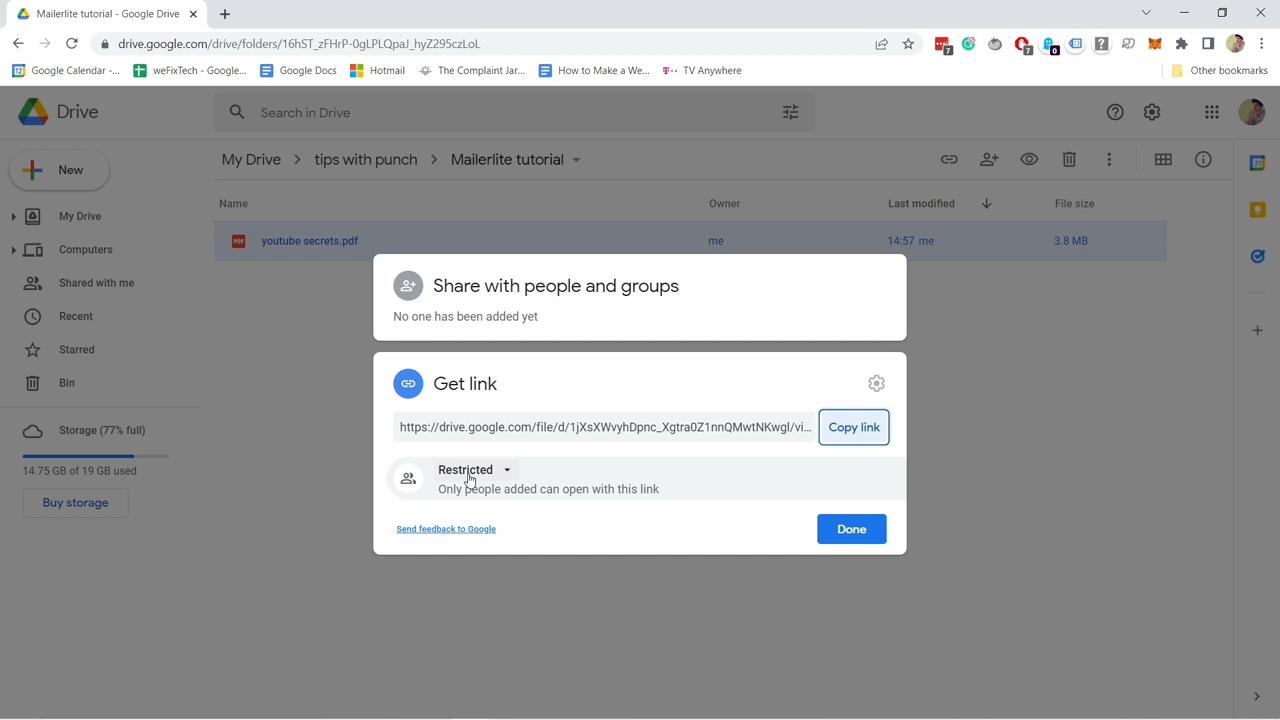 Mailerlite tutorial - Google Drive
drive.google.com/drive/folders/16hST_zFHrP-0gLPLQpaJ_hyZ295czLoL
7
7
0
Google Calendar -...
weFixTech - Google...
Google Docs
Hotmail
The Complaint Jar...
How to Make a We...
TV Anywhere
Other bookmarks
Drive
Search in Drive
New
My Drive
tips with punch
Mailerlite tutorial
Name
Owner
Last modified
File size
My Drive
PDF
youtube secrets.pdf
me
14:57 me
3.8 MB
Computers
Shared with me
Share with people and groups
No one has been added yet
Recent
Starred
Bin
Get link
Storage (77% full)
https://drive.google.com/file/d/1jXsXWvyhDpnc_Xgtra0Z1nnQMwtNKwgl/vi...
Copy link
14.75 GB of 19 GB used
Restricted
Only people added can open with this link
Buy storage
Send feedback to Google
Done